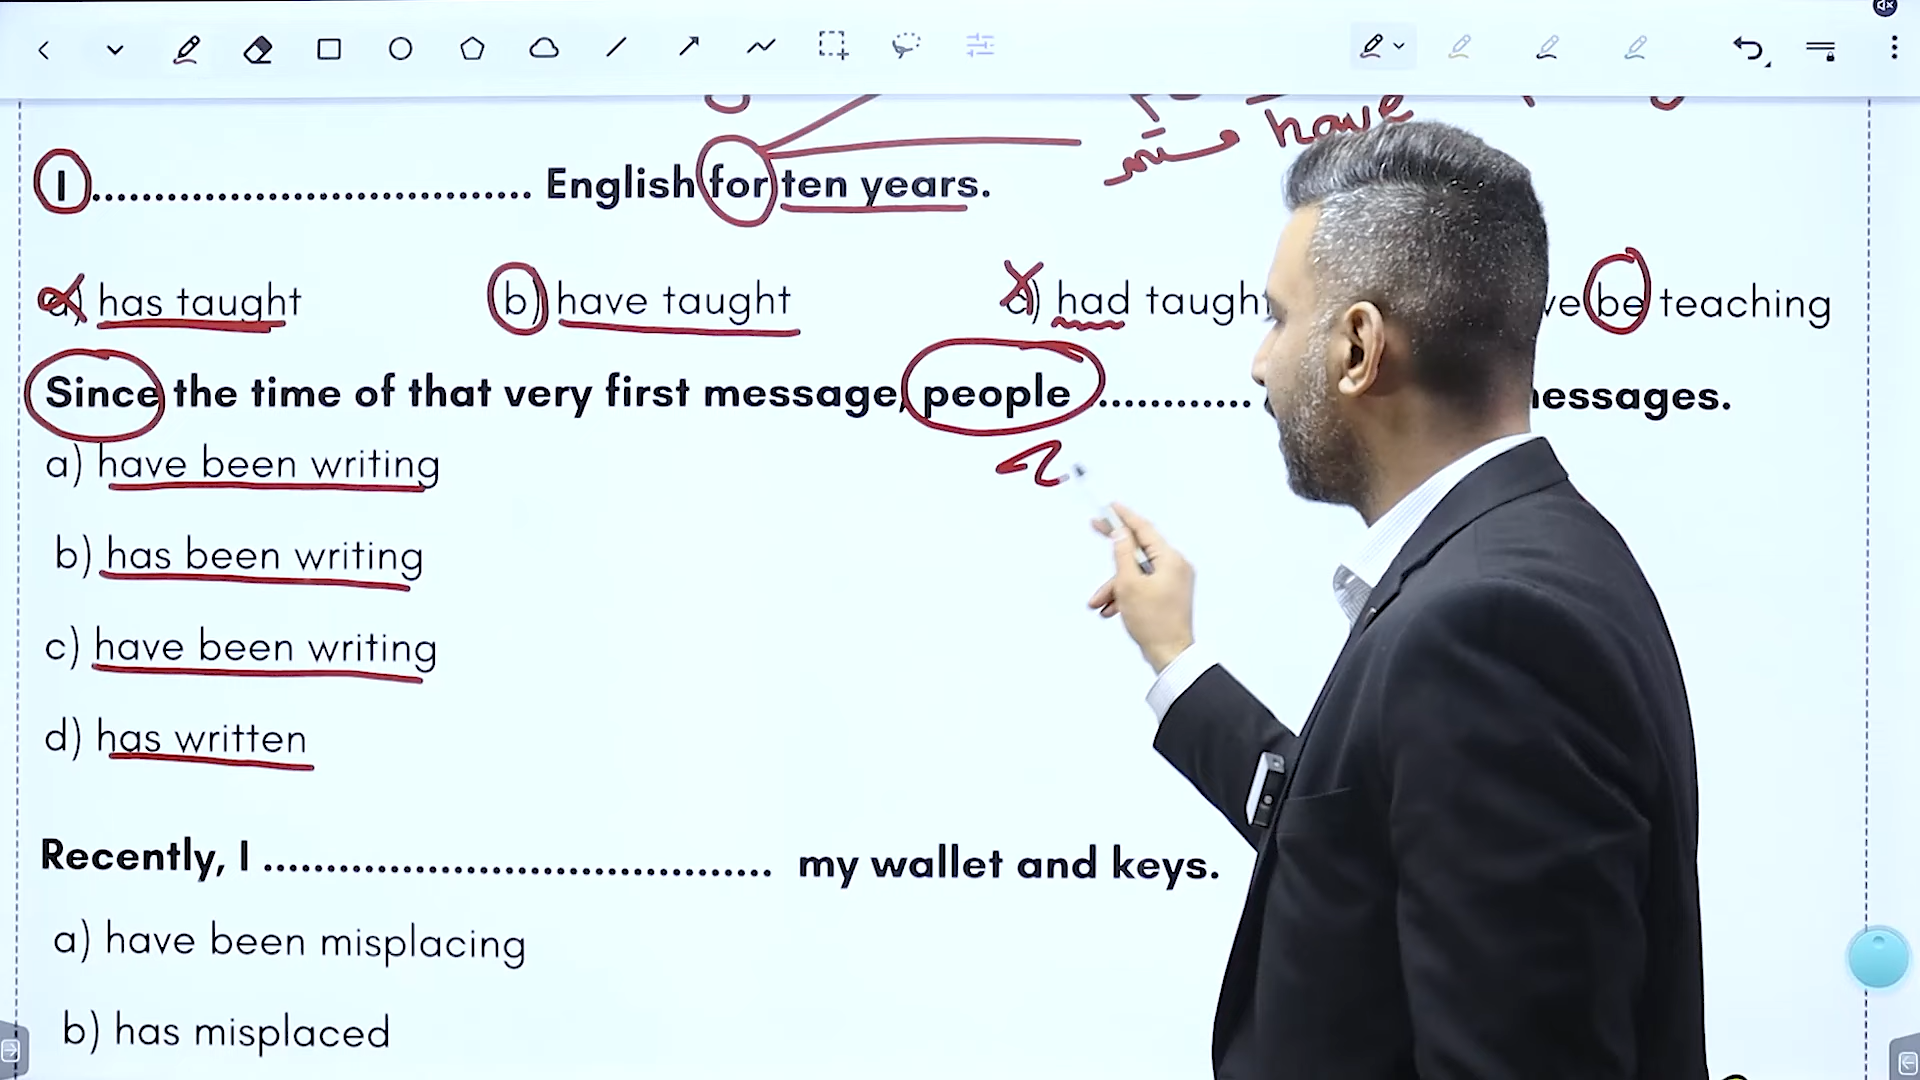 have
I.................................. English for ten years.
a) has taught b) have taught c) had taught ve be teaching
Since the time of that very first message, people ............ essages.
a) have been writing
b) has been writing
c) have been writing
d) has written
Recently, I ....................................... my wallet and keys.
a) have been misplacing
b) has misplaced